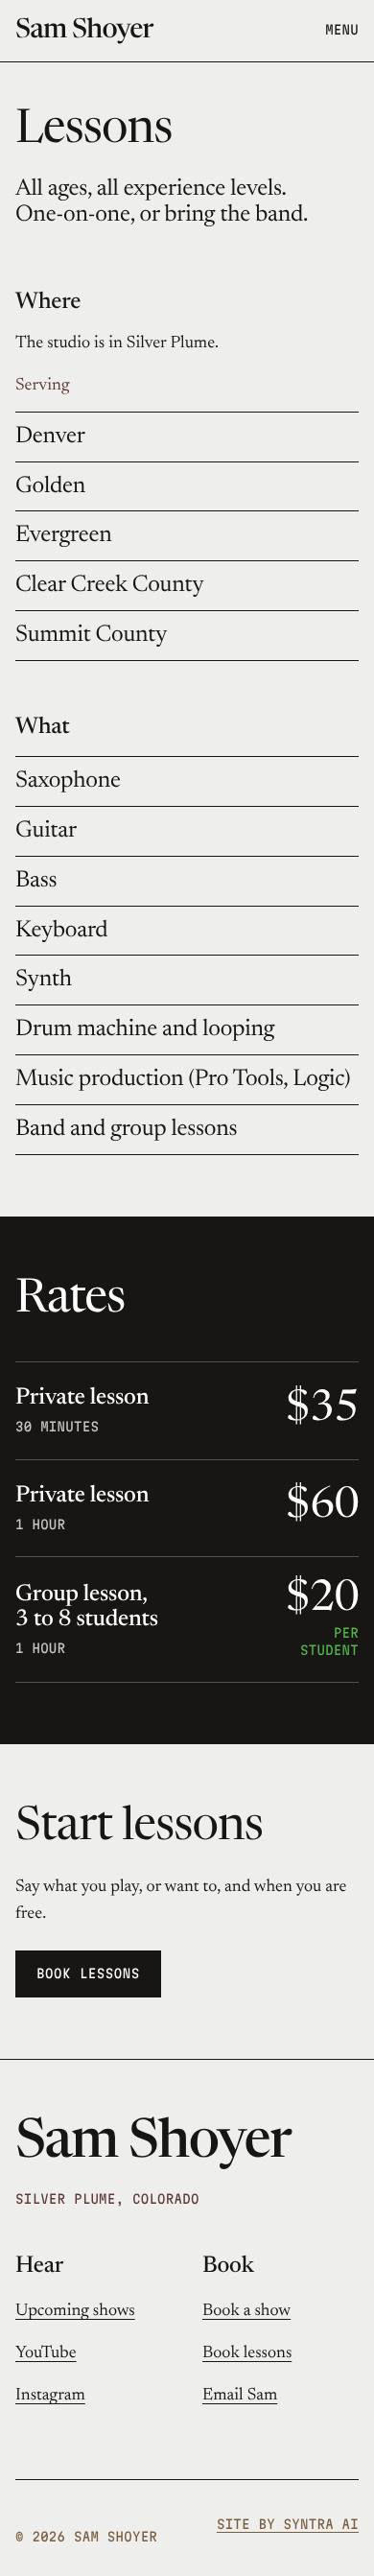 Sam Shoyer
MENU
Lessons
All ages, all experience levels.
One-on-one, or bring the band.
Where
The studio is in Silver Plume.
Serving
Denver
Golden
Evergreen
Clear Creek County
Summit County
What
Saxophone
Guitar
Bass
Keyboard
Synth
Drum machine and looping
Music production (Pro Tools, Logic)
Band and group lessons
Rates
Private lesson
30 MINUTES
$35
Private lesson
1 HOUR
$60
Group lesson,
3 to 8 students
1 HOUR
$20
PER
STUDENT
Start lessons
Say what you play, or want to, and when you are
free.
BOOK LESSONS
Sam Shoyer
SILVER PLUME, COLORADO
Hear
Upcoming shows
YouTube
Instagram
Book
Book a show
Book lessons
Email Sam
© 2026 SAM SHOYER
SITE BY SYNTRA AI